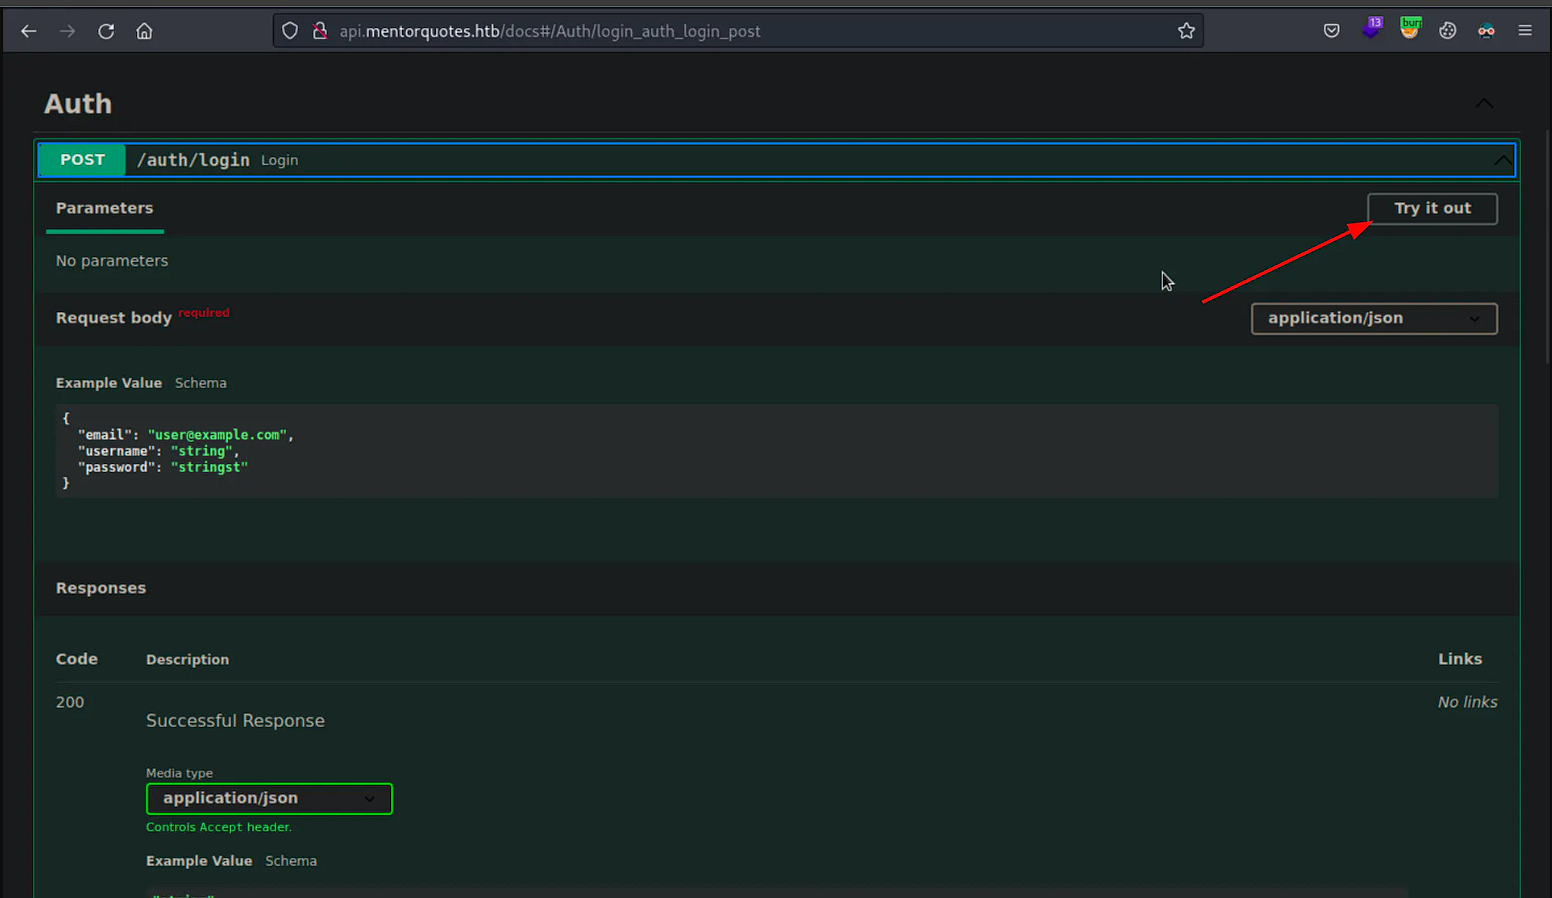 13
burp
api.mentorquotes.htb/docs#/Auth/login_auth_login_post
Auth
POST /auth/login Login
Parameters
Try it out
No parameters
Request body required
application/json
Example Value Schema
{
"email": "user@example.com",
"username": "string",
"password": "stringst"
}
Responses
Code Description Links
200
Successful Response
No links
Media type
application/json
Controls Accept header.
Example Value Schema
"string"